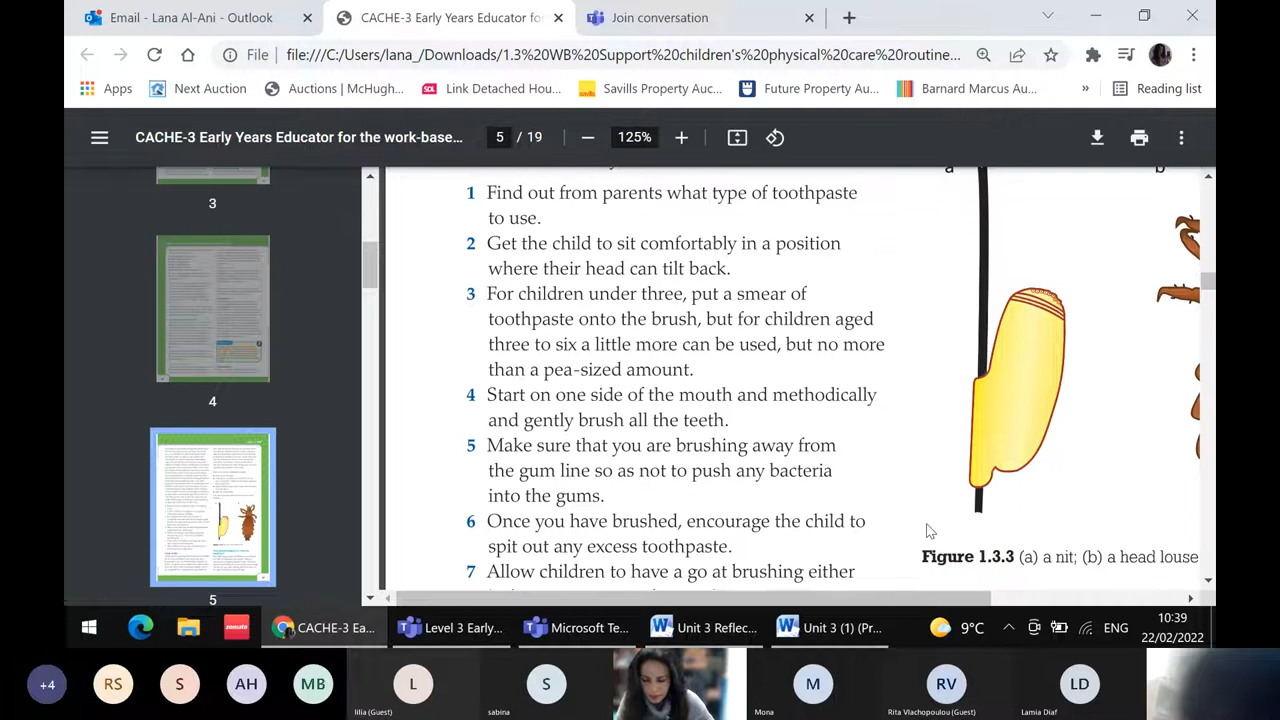 Email - Lana Al-Ani - Outlook
CACHE-3 Early Years Educator fo
Join conversation
File
file:///C:/Users/lana_/Downloads/1.3%20WB%20Support%20children's%20physical%20care%20routine...
Apps
Next Auction
Auctions | McHugh...
SDL
Link Detached Hou...
Savills Property Auc...
Future Property Au...
Barnard Marcus Au...
»
Reading list
CACHE-3 Early Years Educator for the work-base...
5 / 19
125%
3
4
5
a
b
1 Find out from parents what type of toothpaste
to use.
2 Get the child to sit comfortably in a position
where their head can tilt back.
3 For children under three, put a smear of
toothpaste onto the brush, but for children aged
three to six a little more can be used, but no more
than a pea-sized amount.
4 Start on one side of the mouth and methodically
and gently brush all the teeth.
5 Make sure that you are brushing away from
the gum line so as not to push any bacteria
into the gums.
6 Once you have brushed, encourage the child to
spit out any excess toothpaste.
7 Allow children to have a go at brushing either
Figure 1.3.3 (a) a nit; (b) a head louse
zomato
CACHE-3 Ea...
Level 3 Early...
Microsoft Te...
Unit 3 Reflec...
Unit 3 (1) (Pr...
9°C
ENG
10:39
22/02/2022
+4
RS
S
AH
MB
L
S
M
RV
LD
lilia (Guest)
sabina
Mona
Rita Vlachopoulou (Guest)
Lamia Diaf